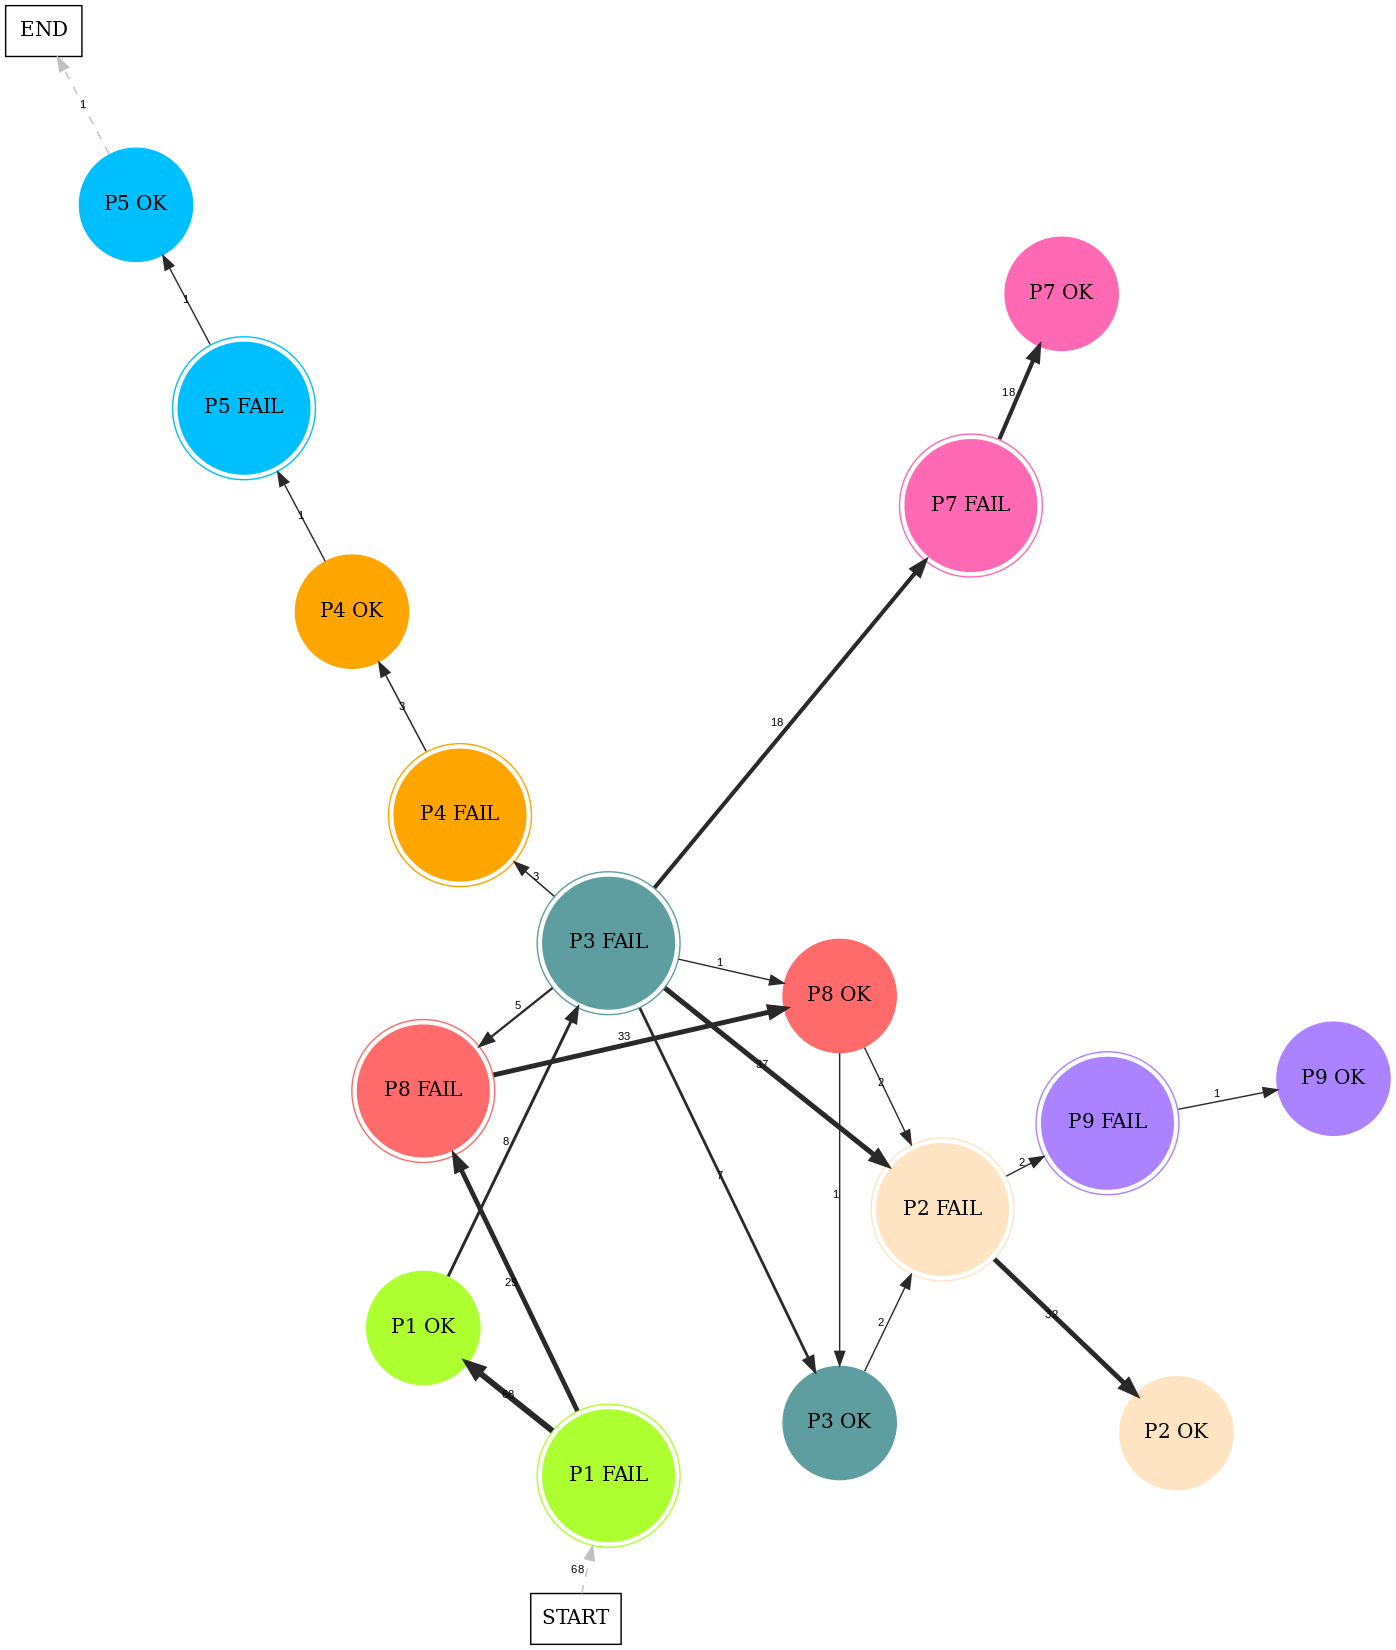 END
1
P5 OK
1
P5 FAIL
1
P4 OK
3
P4 FAIL
3
P7 OK
18
P7 FAIL
18
P3 FAIL
1
P8 OK
5
33
P8 FAIL
37
2
P9 FAIL
1
P9 OK
8
7
1
2
P2 FAIL
29
P1 OK
2
32
68
P3 OK
P2 OK
P1 FAIL
68
START